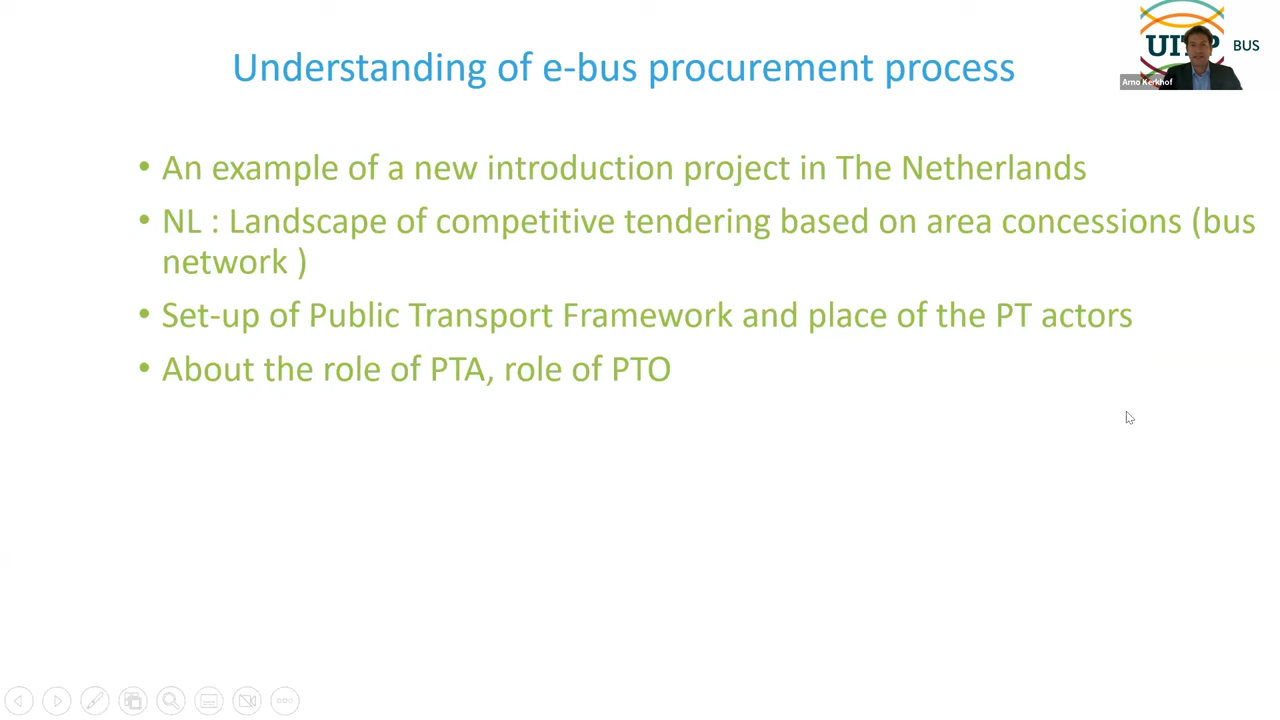 Understanding of e-bus procurement process
BUS
Arno Kerkhof
• An example of a new introduction project in The Netherlands
• NL : Landscape of competitive tendering based on area concessions (bus
network )
• Set-up of Public Transport Framework and place of the PT actors
• About the role of PTA, role of PTO